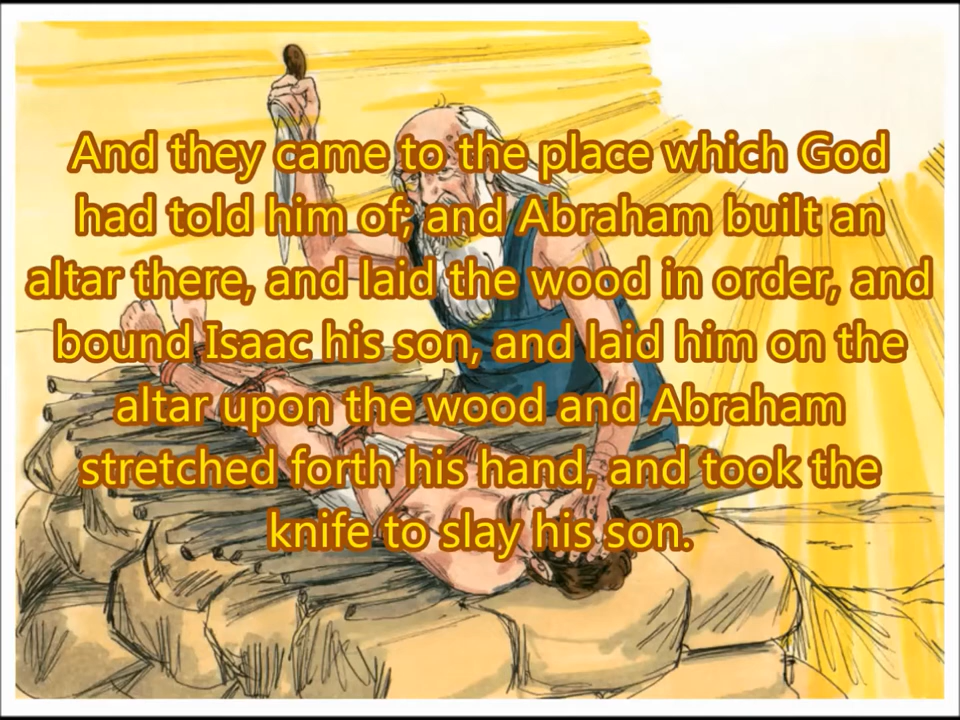 And they came to the place which God
had told him of; and Abraham built an
altar there, and laid the wood in order, and
bound Isaac his son, and laid him on the
altar upon the wood and Abraham
stretched forth his hand, and took the
knife to slay his son.